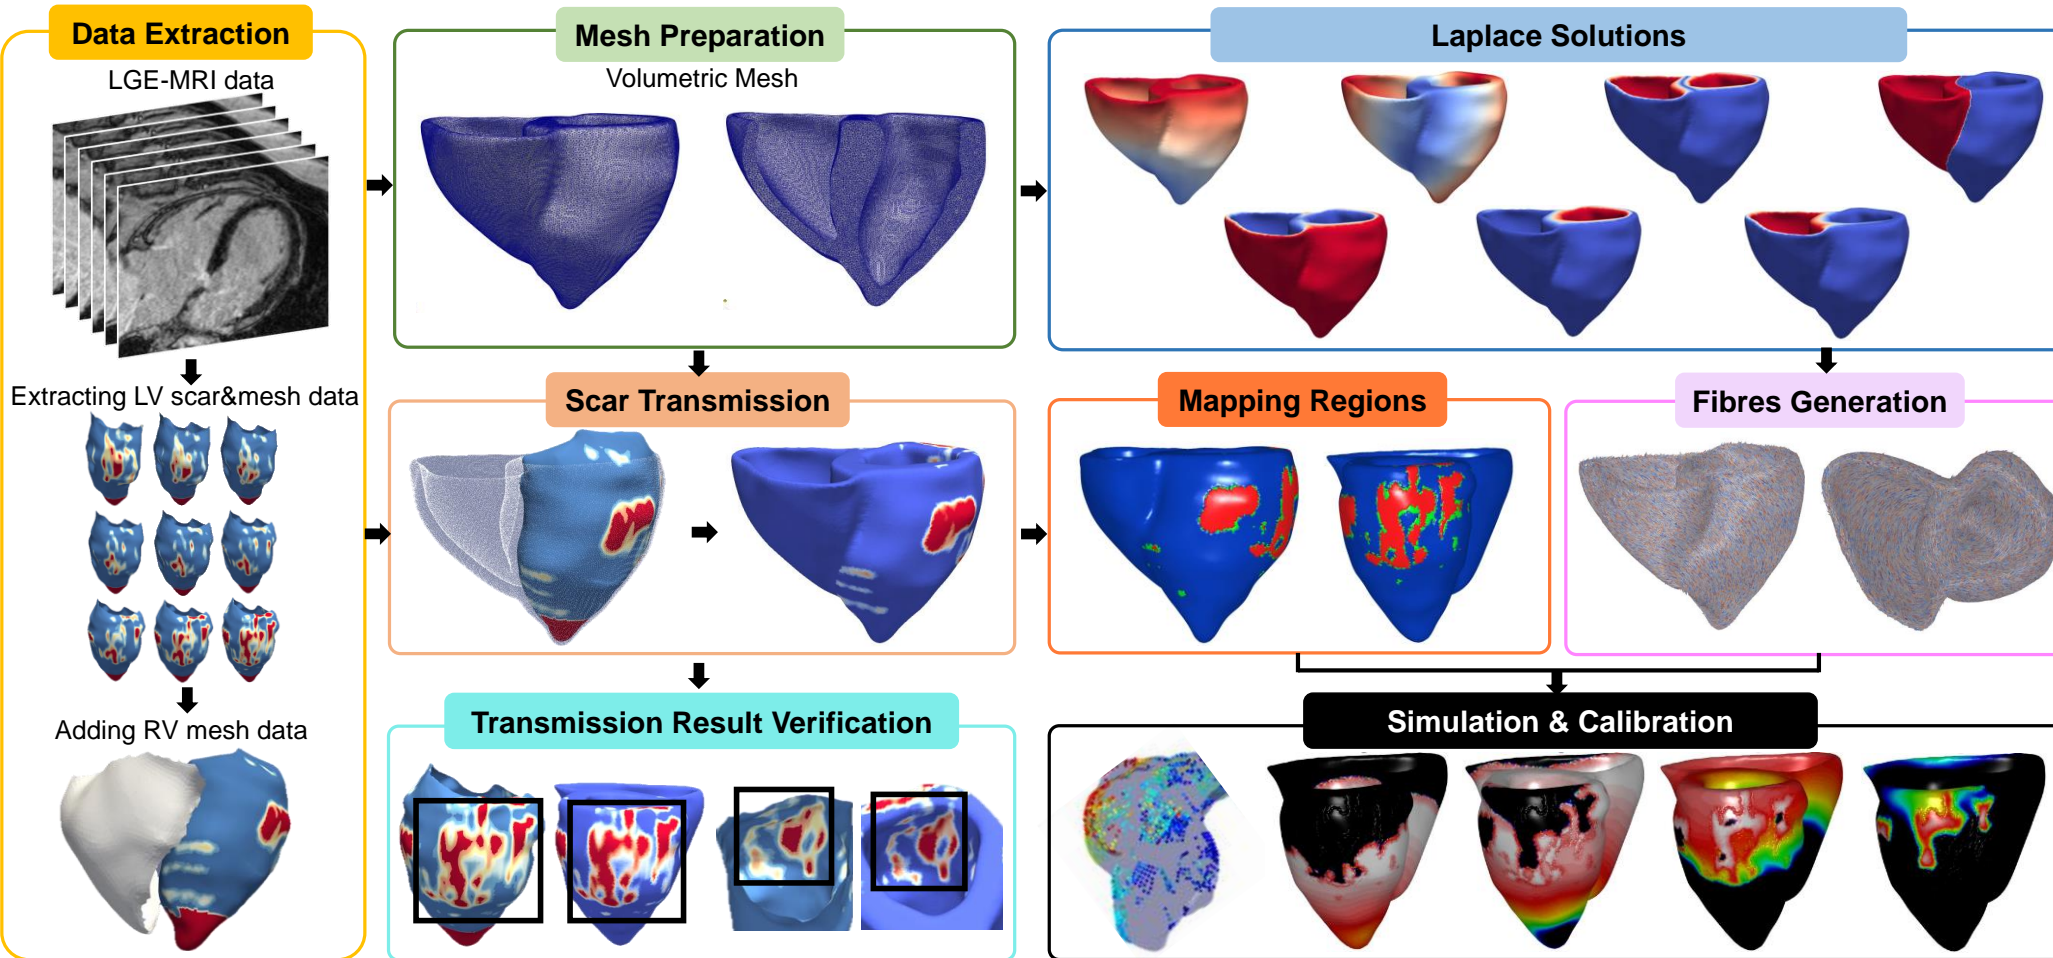 Data Extraction
LGE-MRI data
Extracting LV scar&mesh data
Adding RV mesh data
Mesh Preparation
Volumetric Mesh
Laplace Solutions
Scar Transmission
Mapping Regions
Fibres Generation
Transmission Result Verification
Simulation & Calibration